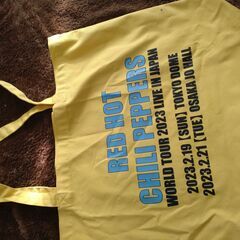 RED HOT
CHILI PEPPERS
WORLD TOUR 2023 LIVE IN JAPAN
2023.2.19 [SUN] TOKYO DOME
2023.2.21 [TUE] OSAKA JO HALL